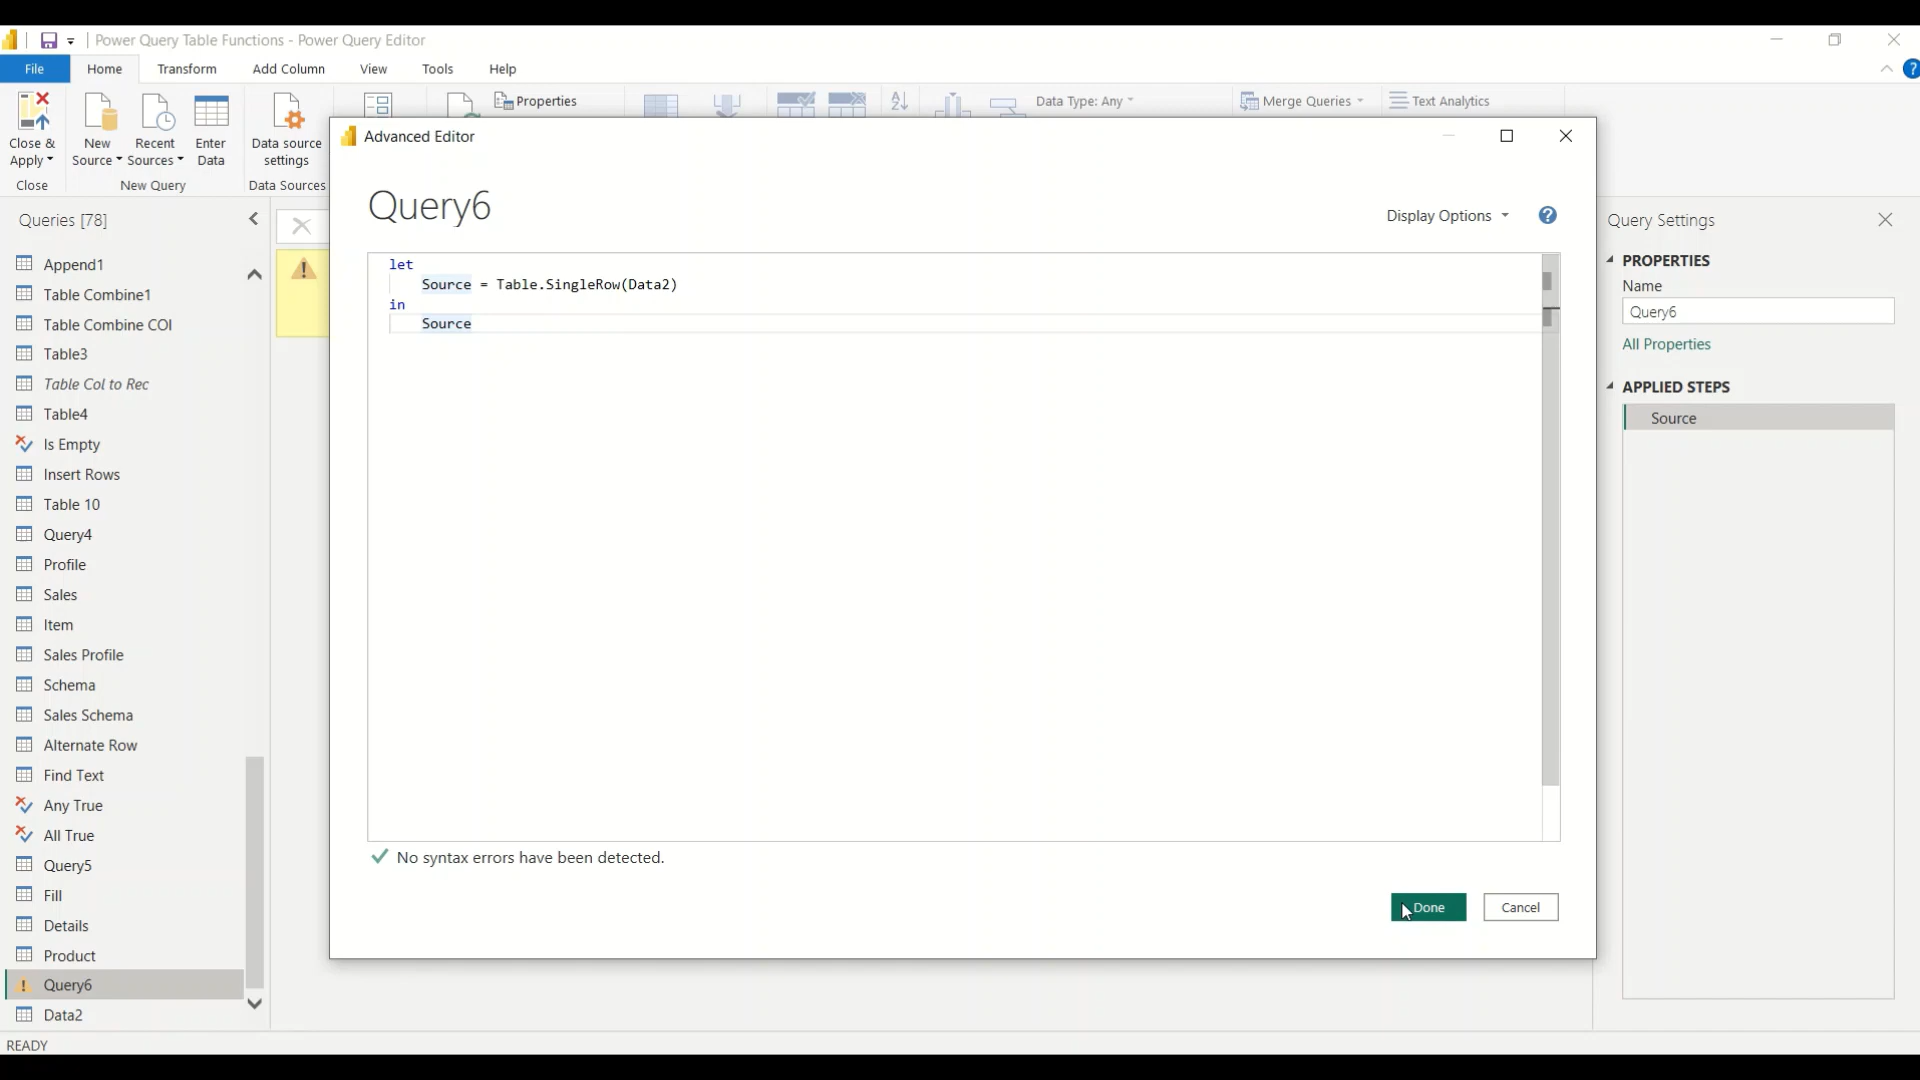 Power Query Table Functions - Power Query Editor
File
Home
Transform
Add Column
View
Tools
Help
?
Close &
Apply
Close
New
Source
Recent
Sources
Enter
Data
New Query
Data source
settings
Data Sources
Properties
Data Type: Any
Merge Queries
Text Analytics
Queries [78]
Append1
Table Combine1
Table Combine COI
Table3
Table Col to Rec
Table4
Is Empty
Insert Rows
Table 10
Query4
Profile
Sales
Item
Sales Profile
Schema
Sales Schema
Alternate Row
Find Text
Any True
All True
Query5
Fill
Details
Product
Query6
Data2
READY
Advanced Editor
Query6
Display Options
?
let
Source = Table.SingleRow(Data2)
in
Source
No syntax errors have been detected.
Done
Cancel
Query Settings
PROPERTIES
Name
Query6
All Properties
APPLIED STEPS
Source